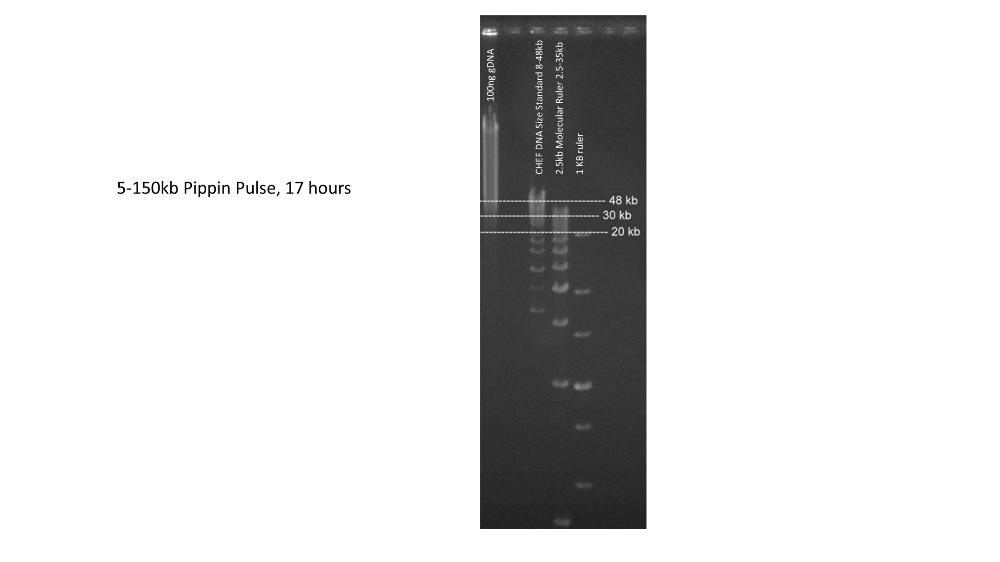 5-150kb Pippin Pulse, 17 hours
100ng gDNA
CHEF DNA Size Standard 8-48kb
2.5kb Molecular Ruler 2.5-35kb
1 KB ruler
48 kb
30 kb
20 kb